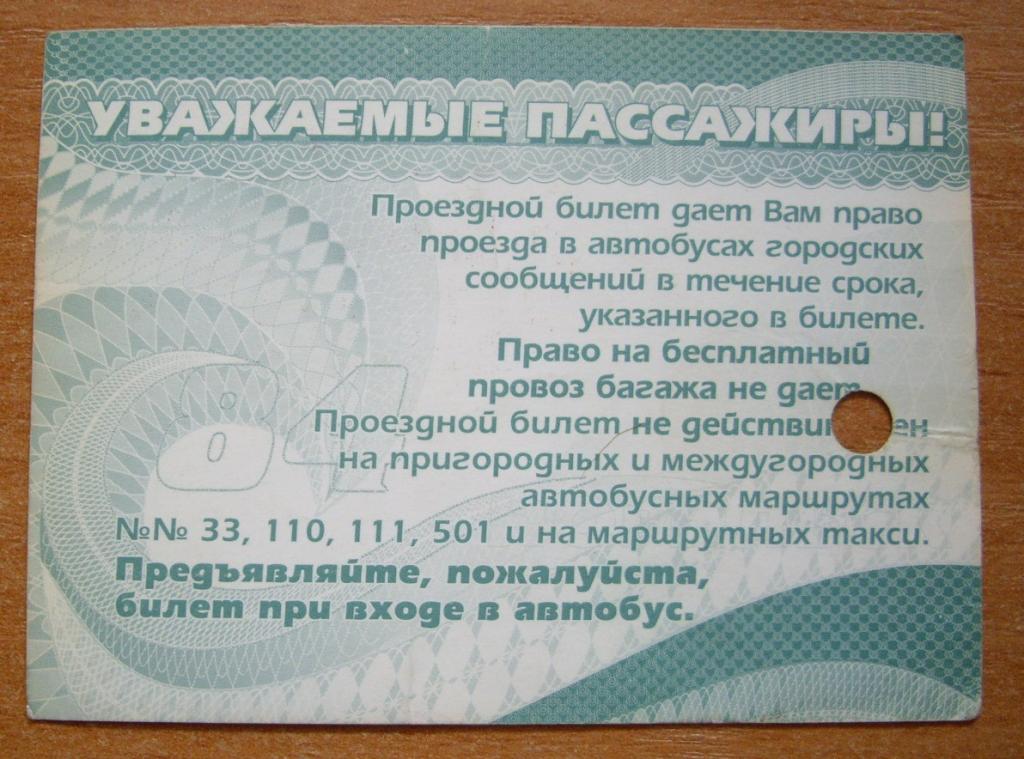 УВАЖАЕМЫЕ ПАССАЖИРЫ!
Проездной билет дает Вам право
проезда в автобусах городских
сообщений в течение срока,
указанного в билете.
Право на бесплатный
провоз багажа не дает
Проездной билет не
на пригородных и междугородных
автобусных маршрутах
№№ 33, 110, 111, 501 и на маршрутных такси.
Предъявляйте, пожалуйста,
билет при входе в автобус.
64